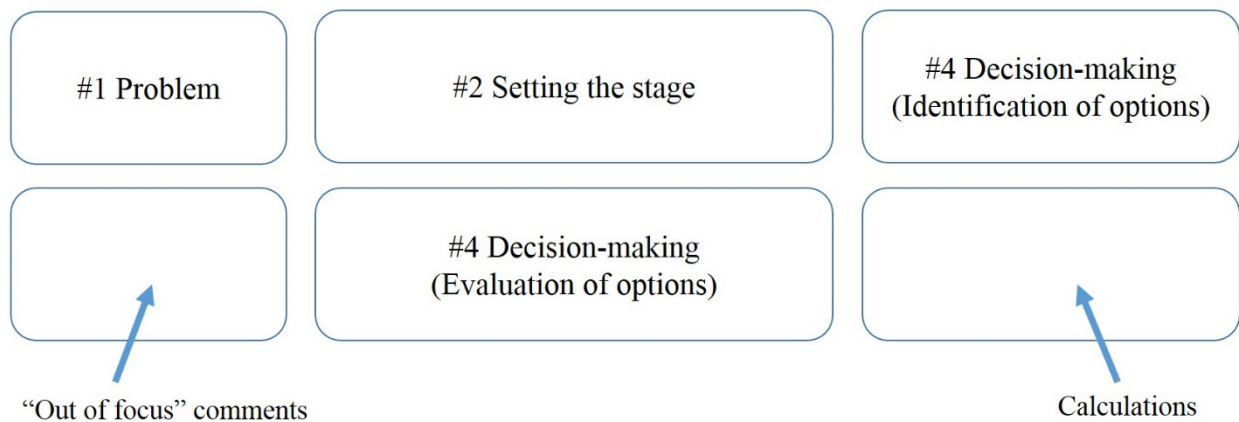 #1 Problem
#2 Setting the stage
#4 Decision-making
(Identification of options)
#4 Decision-making
(Evaluation of options)
“Out of focus” comments
Calculations